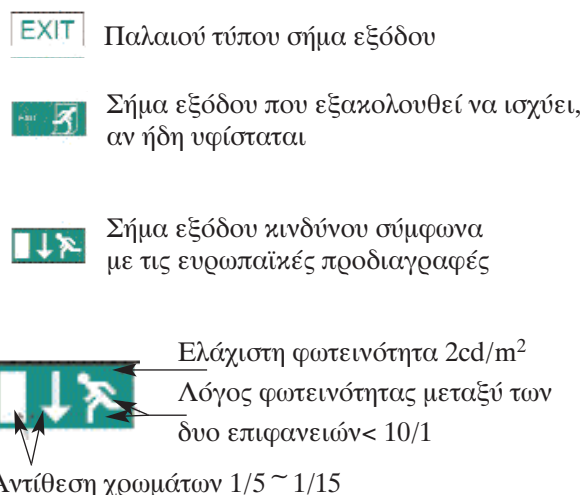 EXIT
Παλαιού τύπου σήμα εξόδου
EXIT
Σήμα εξόδου που εξακολουθεί να ισχύει,
αν ήδη υφίσταται
Σήμα εξόδου κινδύνου σύμφωνα
με τις ευρωπαϊκές προδιαγραφές
Ελάχιστη φωτεινότητα 2cd/m²
Λόγος φωτεινότητας μεταξύ των
δυο επιφανειών< 10/1
Αντίθεση χρωμάτων 1/5 ~ 1/15